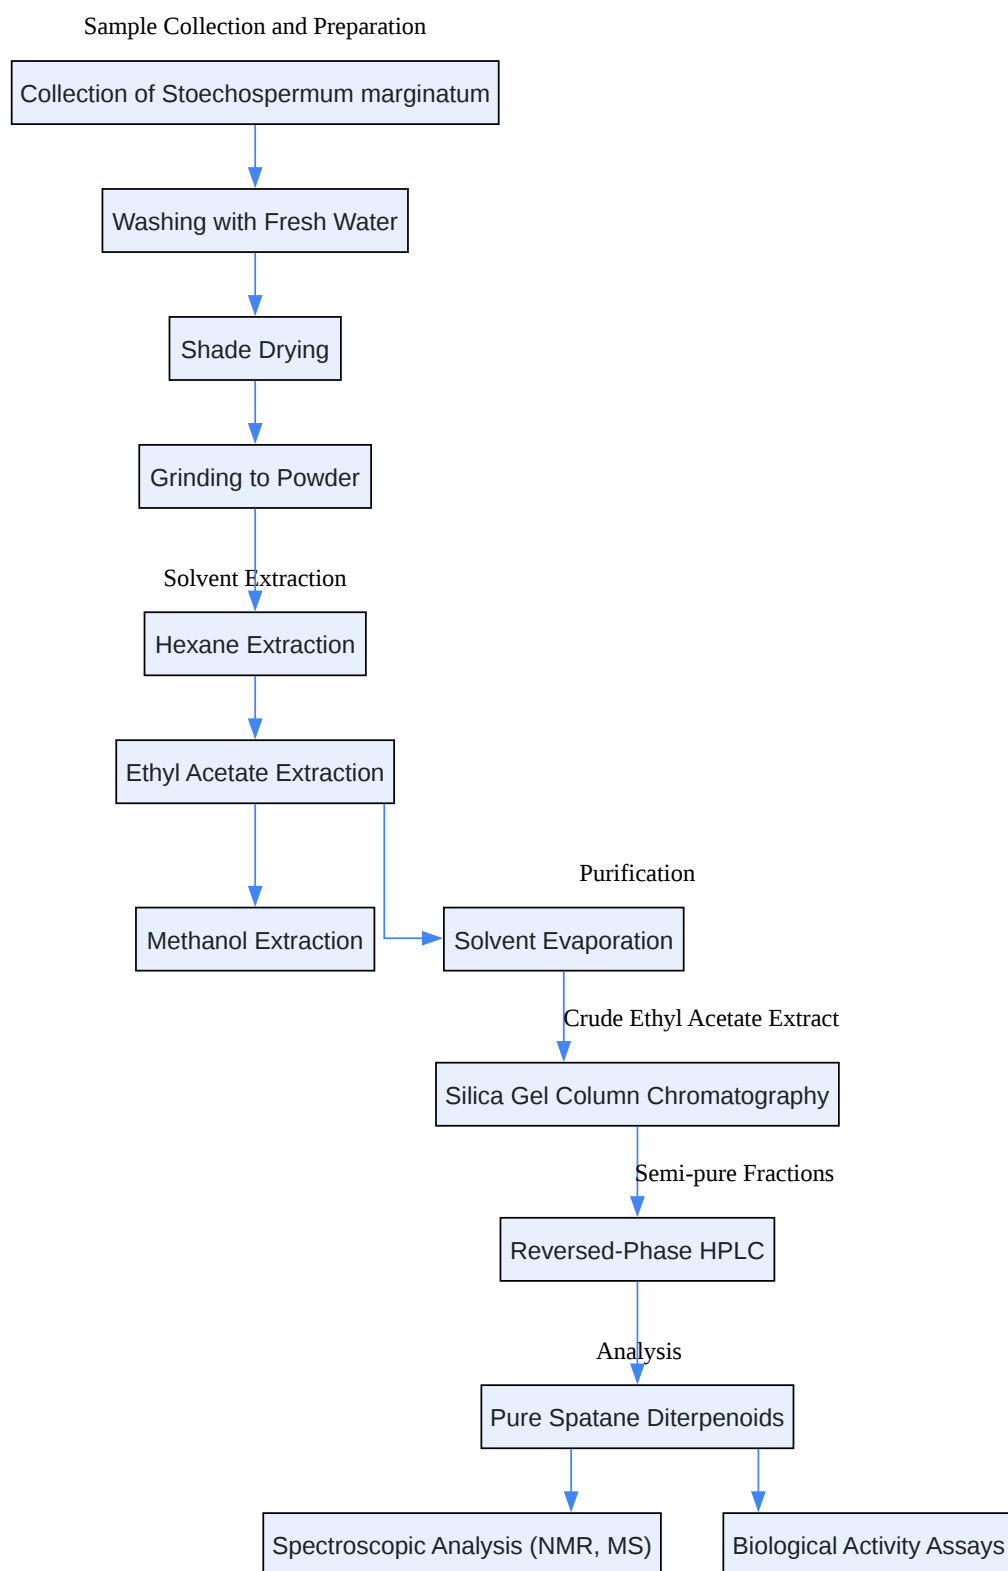 Sample Collection and Preparation
Collection of Stoechospermum marginatum
Washing with Fresh Water
Shade Drying
Grinding to Powder
Solvent Extraction
Hexane Extraction
Ethyl Acetate Extraction
Purification
Methanol Extraction
Solvent Evaporation
Crude Ethyl Acetate Extract
Silica Gel Column Chromatography
Semi-pure Fractions
Reversed-Phase HPLC
Analysis
Pure Spatane Diterpenoids
Spectroscopic Analysis (NMR, MS)
Biological Activity Assays